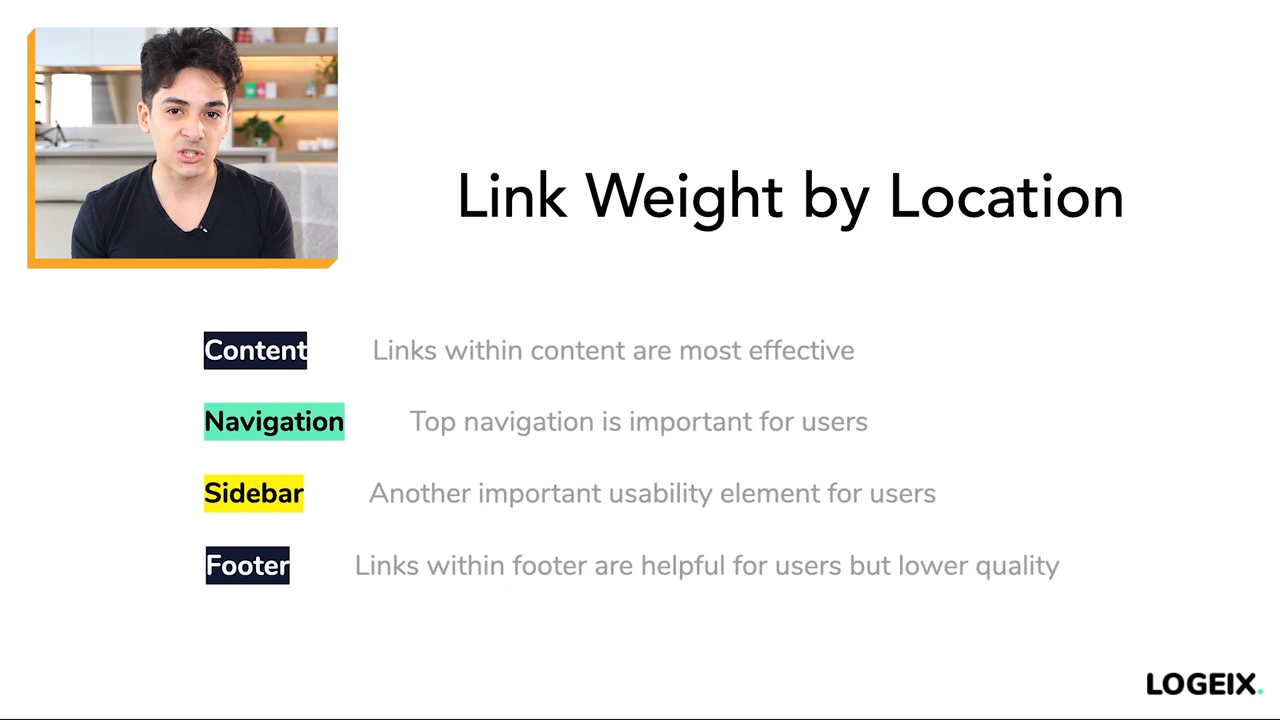 Link Weight by Location
Content Links within content are most effective
Navigation Top navigation is important for users
Sidebar Another important usability element for users
Footer Links within footer are helpful for users but lower quality
LOGEIX.